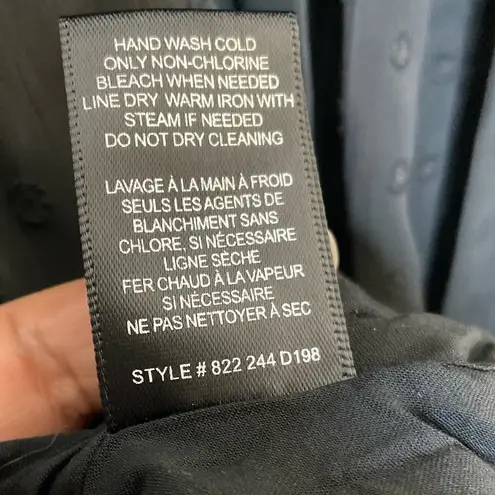 HAND WASH COLD
ONLY NON-CHLORINE
BLEACH WHEN NEEDED
LINE DRY WARM IRON WITH
STEAM IF NEEDED
DO NOT DRY CLEANING
LAVAGE À LA MAIN À FROID
SEULS LES AGENTS DE
BLANCHIMENT SANS
CHLORE, SI NÉCESSAIRE
LIGNE SÈCHE
FER CHAUD À LA VAPEUR
SI NÉCESSAIRE
NE PAS NETTOYER À SEC
STYLE # 822 244 D198